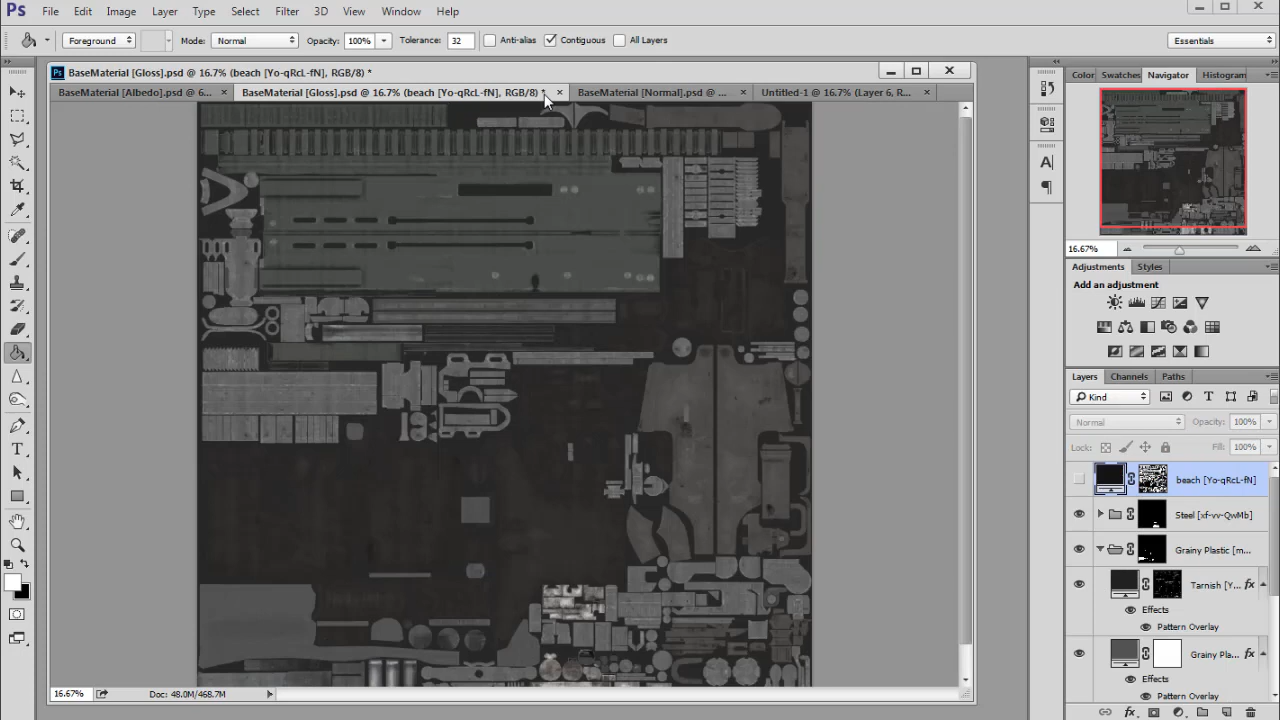 Ps File Edit Image Layer Type Select Filter 3D View Window Help
Foreground Mode: Normal Opacity: 100% Tolerance: 32 Anti-alias Contiguous All Layers Essentials
Ps BaseMaterial [Gloss].psd @ 16.7% (beach [Yo-qRcL-fN], RGB/8) *
BaseMaterial [Albedo].psd @ 6... × BaseMaterial [Gloss].psd @ 16.7% (beach [Yo-qRcL-fN], RGB/8) * × BaseMaterial [Normal].psd @ ... × Untitled-1 @ 16.7% (Layer 6, R... ×
Color Swatches Navigator Histogram
16.67%
Adjustments Styles
Add an adjustment
Layers Channels Paths
Kind
Normal Opacity: 100%
Lock: Fill: 100%
beach [Yo-qRcL-fN]
Steel [xf-vv-QwMb]
Grainy Plastic [m...
Tarnish [Y... fx
Effects
Pattern Overlay
Grainy Pla... fx
Effects
Pattern Overlay
16.67% Doc: 48.0M/468.7M